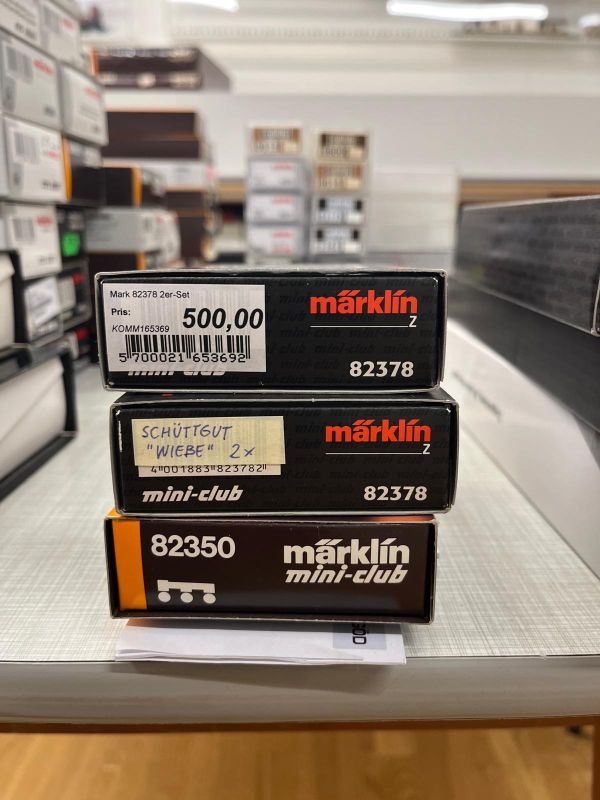 Mark 82378 2er-Set
Pris: 500,00
KOMM165369
5 700021 653692
mini-club
märklin
Z
82378
SCHÜTTGUT
"WIEBE" 2x
4 001883 823782
mini-club
märklin
Z
82378
82350
märklin
mini-club